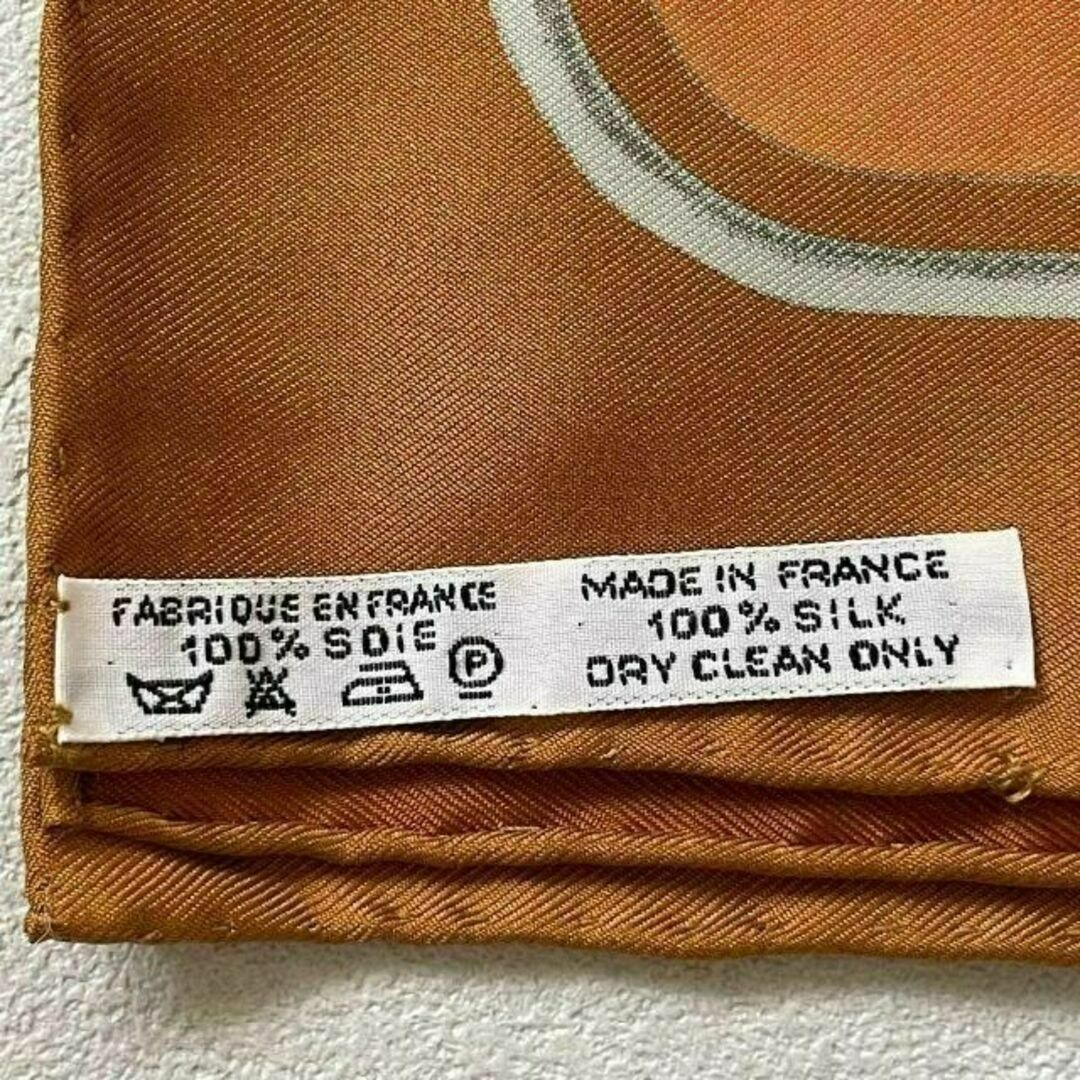 FABRIQUE EN FRANCE
100% SOIE
P
MADE IN FRANCE
100% SILK
DRY CLEAN ONLY